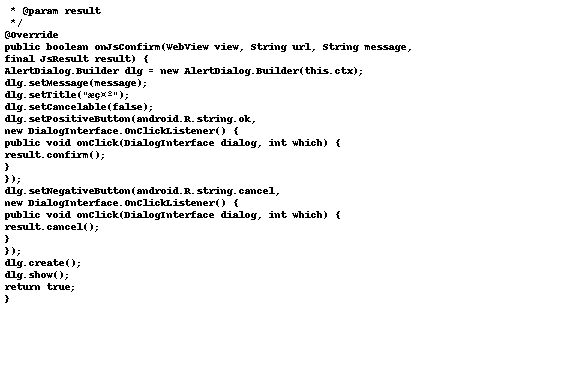 * @param result
*/
@Override
public boolean onJsConfirm(WebView view, String url, String message,
final JsResult result) {
AlertDialog.Builder dlg = new AlertDialog.Builder(this.ctx);
dlg.setMessage(message);
dlg.setTitle("æç¤º");
dlg.setCancelable(false);
dlg.setPositiveButton(android.R.string.ok,
new DialogInterface.OnClickListener() {
public void onClick(DialogInterface dialog, int which) {
result.confirm();
}
});
dlg.setNegativeButton(android.R.string.cancel,
new DialogInterface.OnClickListener() {
public void onClick(DialogInterface dialog, int which) {
result.cancel();
}
});
dlg.create();
dlg.show();
return true;
}